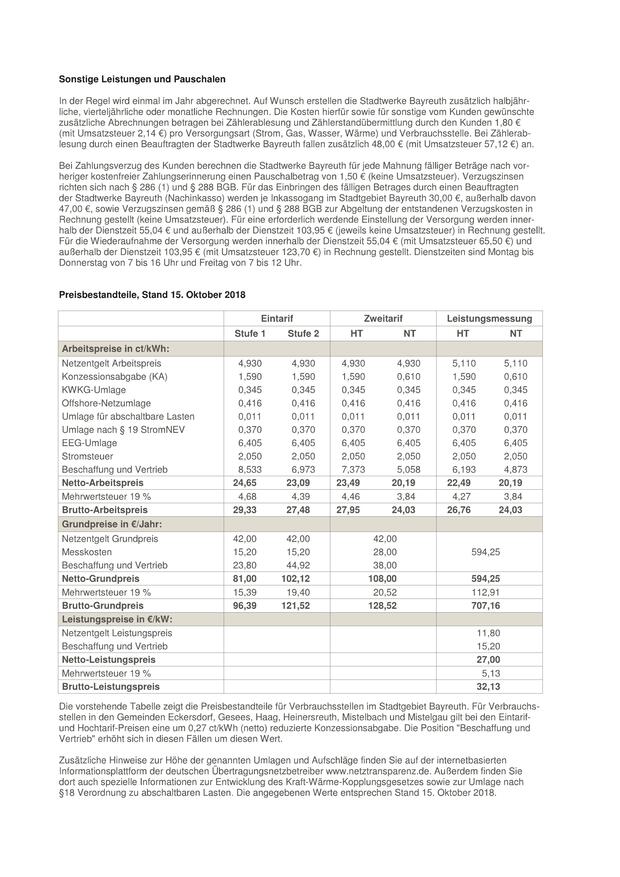 Sonstige Leistungen und Pauschalen
In der Regel wird einmal im Jahr abgerechnet. Auf Wunsch erstellen die Stadtwerke Bayreuth zusätzlich halbjähr-
liche, vierteljährliche oder monatliche Rechnungen. Die Kosten hierfür sowie für sonstige vom Kunden gewünschte
zusätzliche Abrechnungen betragen bei Zählerablesung und Zählerstandübermittlung durch den Kunden 1,80 €
(mit Umsatzsteuer 2,14 €) pro Versorgungsart (Strom, Gas, Wasser, Wärme) und Verbrauchsstelle. Bei Zählerab-
lesung durch einen Beauftragten der Stadtwerke Bayreuth fallen zusätzlich 48,00 € (mit Umsatzsteuer 57,12 €) an.
Bei Zahlungsverzug des Kunden berechnen die Stadtwerke Bayreuth für jede Mahnung fälliger Beträge nach vor-
heriger kostenfreier Zahlungserinnerung einen Pauschalbetrag von 1,50 € (keine Umsatzsteuer). Verzugszinsen
richten sich nach § 286 (1) und § 288 BGB. Für das Einbringen des fälligen Betrages durch einen Beauftragten
der Stadtwerke Bayreuth (Nachinkasso) werden je Inkassogang im Stadtgebiet Bayreuth 30,00 €, außerhalb davon
47,00 €, sowie Verzugszinsen gemäß § 286 (1) und § 288 BGB zur Abgeltung der entstandenen Verzugskosten in
Rechnung gestellt (keine Umsatzsteuer). Für eine erforderlich werdende Einstellung der Versorgung werden inner-
halb der Dienstzeit 55,04 € und außerhalb der Dienstzeit 103,95 € (jeweils keine Umsatzsteuer) in Rechnung gestellt.
Für die Wiederaufnahme der Versorgung werden innerhalb der Dienstzeit 55,04 € (mit Umsatzsteuer 65,50 €) und
außerhalb der Dienstzeit 103,95 € (mit Umsatzsteuer 123,70 €) in Rechnung gestellt. Dienstzeiten sind Montag bis
Donnerstag von 7 bis 16 Uhr und Freitag von 7 bis 12 Uhr.
Preisbestandteile, Stand 15. Oktober 2018
Eintarif Zweitarif Leistungsmessung
Stufe 1 Stufe 2 HT NT HT NT
Arbeitspreise in ct/kWh:
Netzentgelt Arbeitspreis 4,930 4,930 4,930 4,930 5,110 5,110
Konzessionsabgabe (KA) 1,590 1,590 1,590 0,610 1,590 0,610
KWKG-Umlage 0,345 0,345 0,345 0,345 0,345 0,345
Offshore-Netzumlage 0,416 0,416 0,416 0,416 0,416 0,416
Umlage für abschaltbare Lasten 0,011 0,011 0,011 0,011 0,011 0,011
Umlage nach § 19 StromNEV 0,370 0,370 0,370 0,370 0,370 0,370
EEG-Umlage 6,405 6,405 6,405 6,405 6,405 6,405
Stromsteuer 2,050 2,050 2,050 2,050 2,050 2,050
Beschaffung und Vertrieb 8,533 6,973 7,373 5,058 6,193 4,873
Netto-Arbeitspreis 24,65 23,09 23,49 20,19 22,49 20,19
Mehrwertsteuer 19 % 4,68 4,39 4,46 3,84 4,27 3,84
Brutto-Arbeitspreis 29,33 27,48 27,95 24,03 26,76 24,03
Grundpreise in €/Jahr:
Netzentgelt Grundpreis 42,00 42,00 42,00
Messkosten 15,20 15,20 28,00 594,25
Beschaffung und Vertrieb 23,80 44,92 38,00
Netto-Grundpreis 81,00 102,12 108,00 594,25
Mehrwertsteuer 19 % 15,39 19,40 20,52 112,91
Brutto-Grundpreis 96,39 121,52 128,52 707,16
Leistungspreise in €/kW:
Netzentgelt Leistungspreis 11,80
Beschaffung und Vertrieb 15,20
Netto-Leistungspreis 27,00
Mehrwertsteuer 19 % 5,13
Brutto-Leistungspreis 32,13
Die vorstehende Tabelle zeigt die Preisbestandteile für Verbrauchsstellen im Stadtgebiet Bayreuth. Für Verbrauchs-
stellen in den Gemeinden Eckersdorf, Gesees, Haag, Heinersreuth, Mistelbach und Mistelgau gilt bei den Eintarif-
und Hochtarif-Preisen eine um 0,27 ct/kWh (netto) reduzierte Konzessionsabgabe. Die Position "Beschaffung und
Vertrieb" erhöht sich in diesen Fällen um diesen Wert.
Zusätzliche Hinweise zur Höhe der genannten Umlagen und Aufschläge finden Sie auf der internetbasierten
Informationsplattform der deutschen Übertragungsnetzbetreiber www.netztransparenz.de. Außerdem finden Sie
dort auch spezielle Informationen zur Entwicklung des Kraft-Wärme-Kopplungsgesetzes sowie zur Umlage nach
§18 Verordnung zu abschaltbaren Lasten. Die angegebenen Werte entsprechen Stand 15. Oktober 2018.